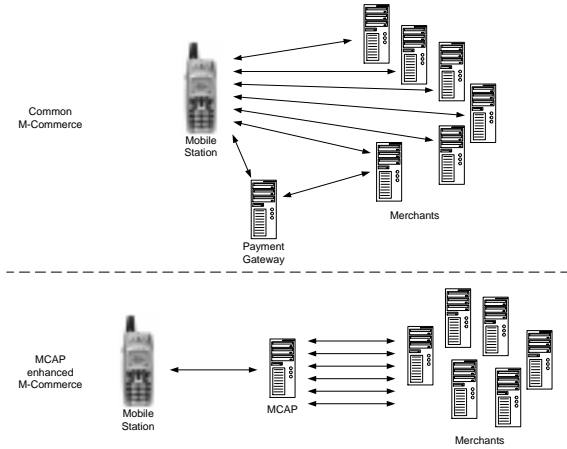 Common
M-Commerce
Mobile
Station
Merchants
Payment
Gateway
MCAP
enhanced
M-Commerce
Mobile
Station
MCAP
Merchants